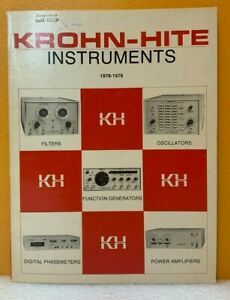 KROHN-HITE
INSTRUMENTS
1978-1979
FILTERS
OSCILLATORS
KH
KH
FUNCTION GENERATORS
KH
KH
DIGITAL PHASEMETERS
POWER AMPLIFIERS